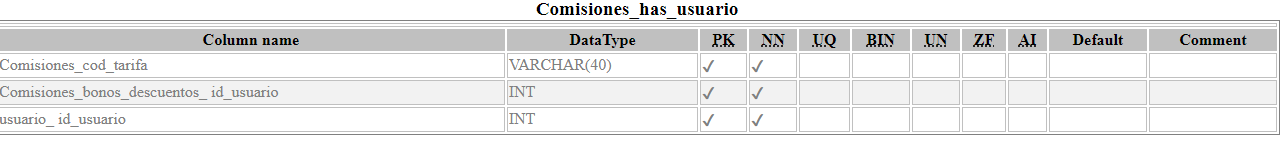 Comisiones_has_usuario
Column name DataType PK NN UQ BIN UN ZF AI Default Comment
Comisiones_cod_tarifa VARCHAR(40) ✓ ✓
Comisiones_bonos_descuentos_ id_usuario INT ✓ ✓
usuario_ id_usuario INT ✓ ✓